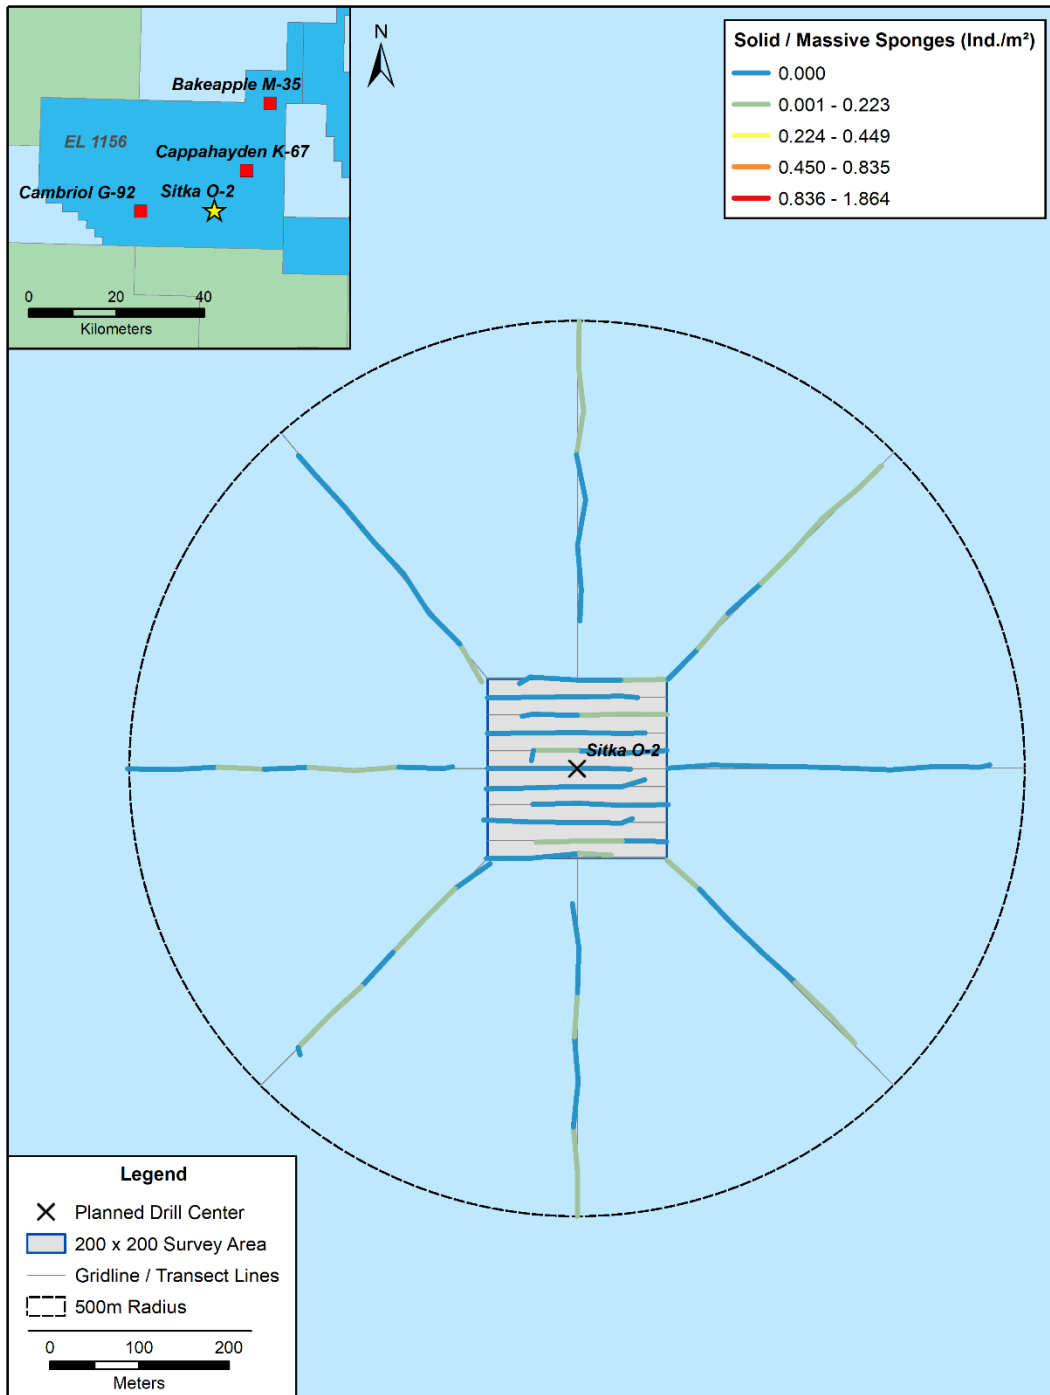 Bakeapple M-35
EL 1156
Cappahayden K-67
Cambriol G-92
Sitka O-2
0 20 40
Kilometers
N
Solid / Massive Sponges (Ind./m²)
0.000
0.001 - 0.223
0.224 - 0.449
0.450 - 0.835
0.836 - 1.864
Sitka O-2
Legend
Planned Drill Center
200 x 200 Survey Area
Gridline / Transect Lines
500m Radius
0 100 200
Meters